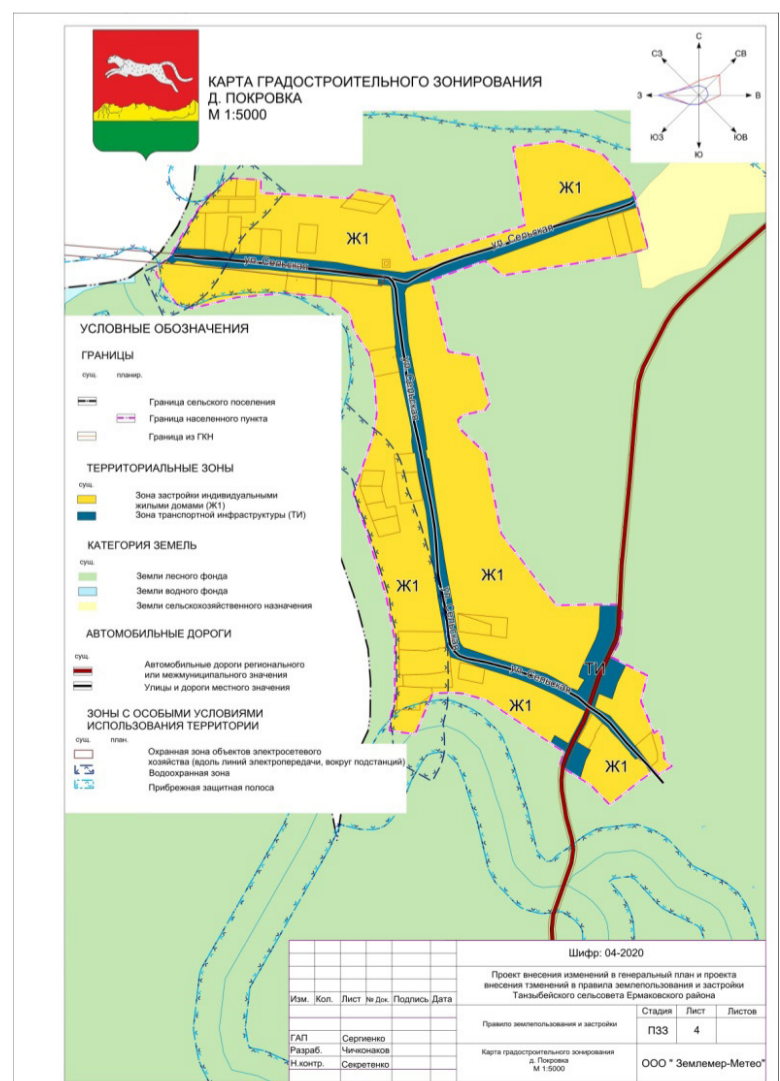 КАРТА ГРАДОСТРОИТЕЛЬНОГО ЗОНИРОВАНИЯ
Д. ПОКРОВКА
М 1:5000
С
СЗ
СВ
З
В
ЮЗ
ЮВ
Ю
Ж1
Ж1
ул. Сельская
ул. Сельская
ул. Сельская
УСЛОВНЫЕ ОБОЗНАЧЕНИЯ
ГРАНИЦЫ
сущ. планир.
Граница сельского поселения
Граница населенного пункта
Граница из ГКН
ТЕРРИТОРИАЛЬНЫЕ ЗОНЫ
сущ.
Зона застройки индивидуальными
жилыми домами (Ж1)
Зона транспортной инфраструктуры (ТИ)
КАТЕГОРИЯ ЗЕМЕЛЬ
сущ.
Земли лесного фонда
Земли водного фонда
Земли сельскохозяйственного назначения
АВТОМОБИЛЬНЫЕ ДОРОГИ
сущ.
Автомобильные дороги регионального
или межмуниципального значения
Улицы и дороги местного значения
ЗОНЫ С ОСОБЫМИ УСЛОВИЯМИ
ИСПОЛЬЗОВАНИЯ ТЕРРИТОРИИ
сущ. план.
Охранная зона объектов электросетевого
хозяйства (вдоль линий электропередачи, вокруг подстанций)
Водоохранная зона
Прибрежная защитная полоса
Ж1
Ж1
ул. Сельская
ул. Сельская
ТИ
Ж1
Ж1
Шифр: 04-2020
Проект внесения изменений в генеральный план и проекта
внесения тзменений в правила землепользования и застройки
Танзыбейского сельсовета Ермаковского района
Изм. Кол. Лист № Док. Подпись Дата
Правило землепользования и застройки
Стадия Лист Листов
ПЗЗ 4
ГАП Сергиенко
Разраб. Чичконаков
Н.контр. Секретенко
Карта градостроительного зонирования
д. Покровка
М 1:5000
ООО " Землемер-Метео"